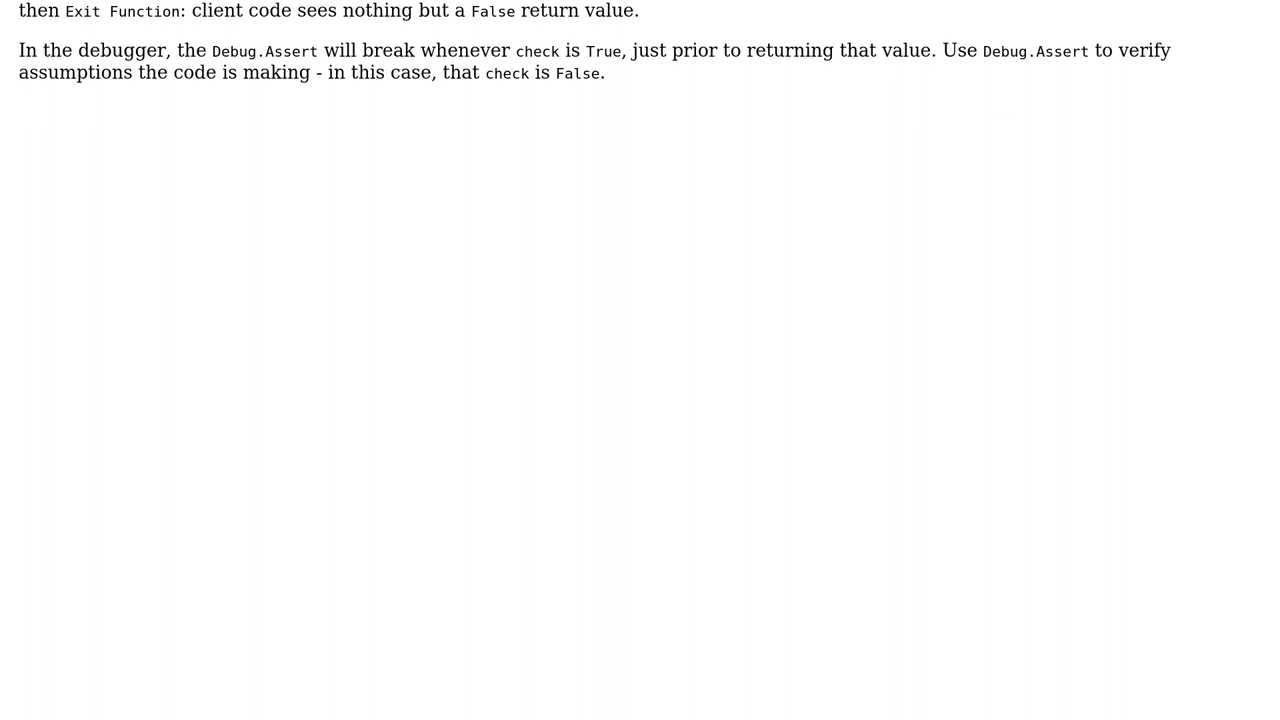 then Exit Function: client code sees nothing but a False return value.
In the debugger, the Debug.Assert will break whenever check is True, just prior to returning that value. Use Debug.Assert to verify
assumptions the code is making - in this case, that check is False.